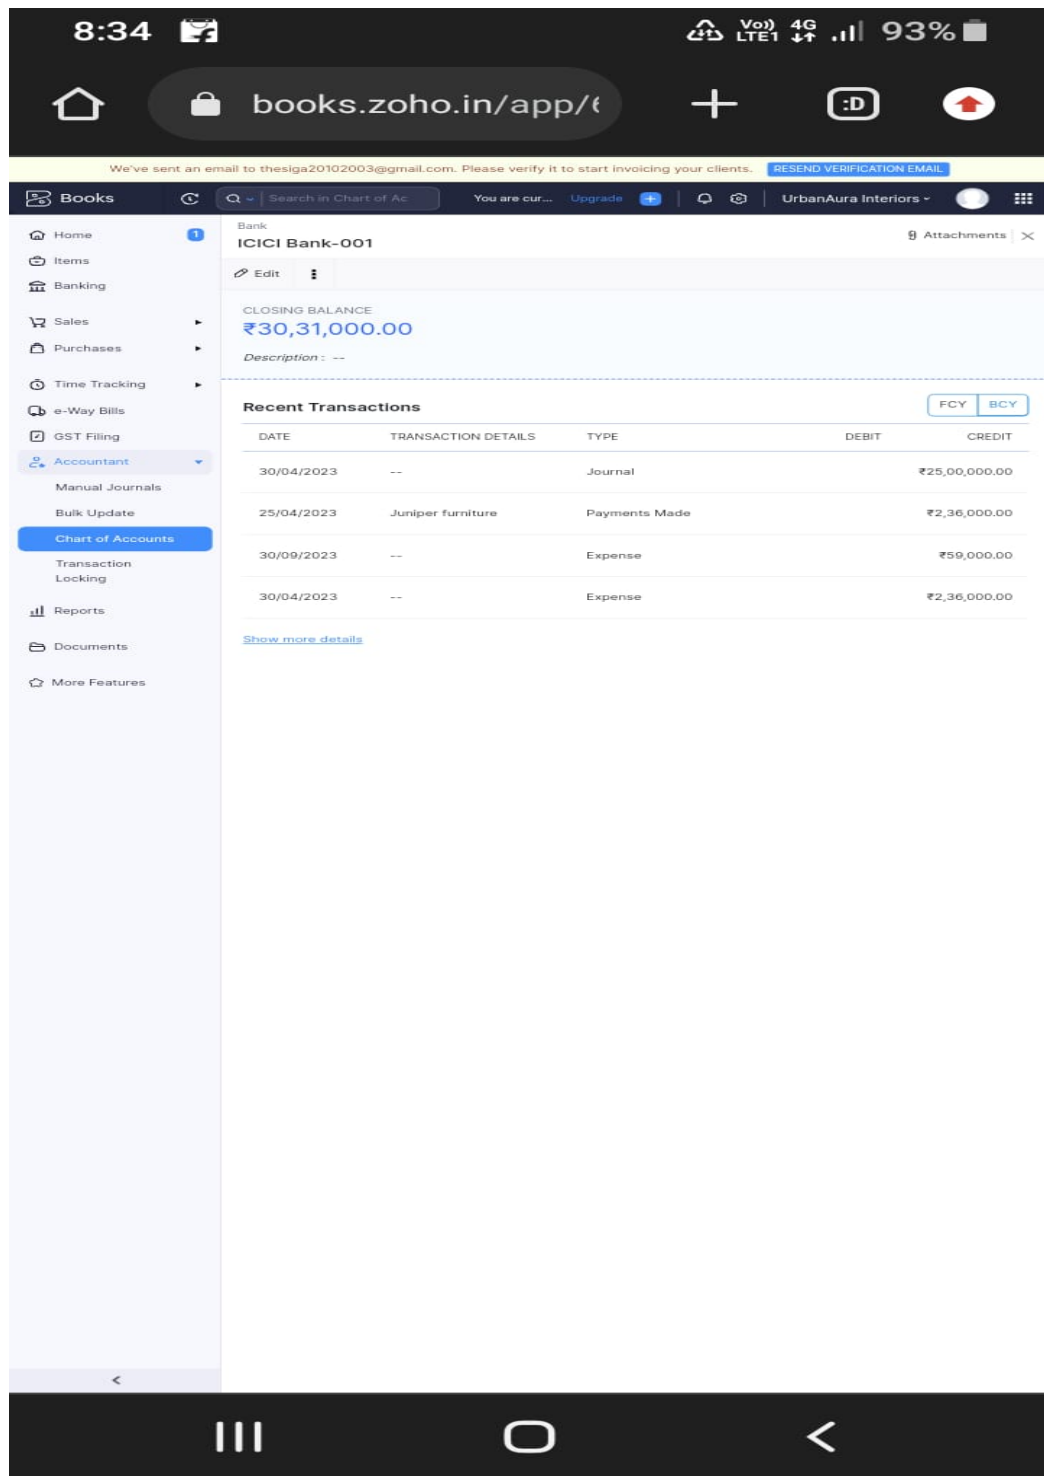 8:34
Vo)) LTE1 4G 93%
books.zoho.in/app/6
:D
We've sent an email to thesiga20102003@gmail.com. Please verify it to start invoicing your clients. RESEND VERIFICATION EMAIL
Books
Search in Chart of Ac
You are cur... Upgrade
UrbanAura Interiors
Home 1
Items
Banking
Sales
Purchases
Time Tracking
e-Way Bills
GST Filing
Accountant
Manual Journals
Bulk Update
Chart of Accounts
Transaction
Locking
Reports
Documents
More Features
Bank
ICICI Bank-001
Attachments
Edit
CLOSING BALANCE
₹30,31,000.00
Description : --
Recent Transactions
FCY BCY
DATE TRANSACTION DETAILS TYPE DEBIT CREDIT
30/04/2023 -- Journal ₹25,00,000.00
25/04/2023 Juniper furniture Payments Made ₹2,36,000.00
30/09/2023 -- Expense ₹59,000.00
30/04/2023 -- Expense ₹2,36,000.00
Show more details